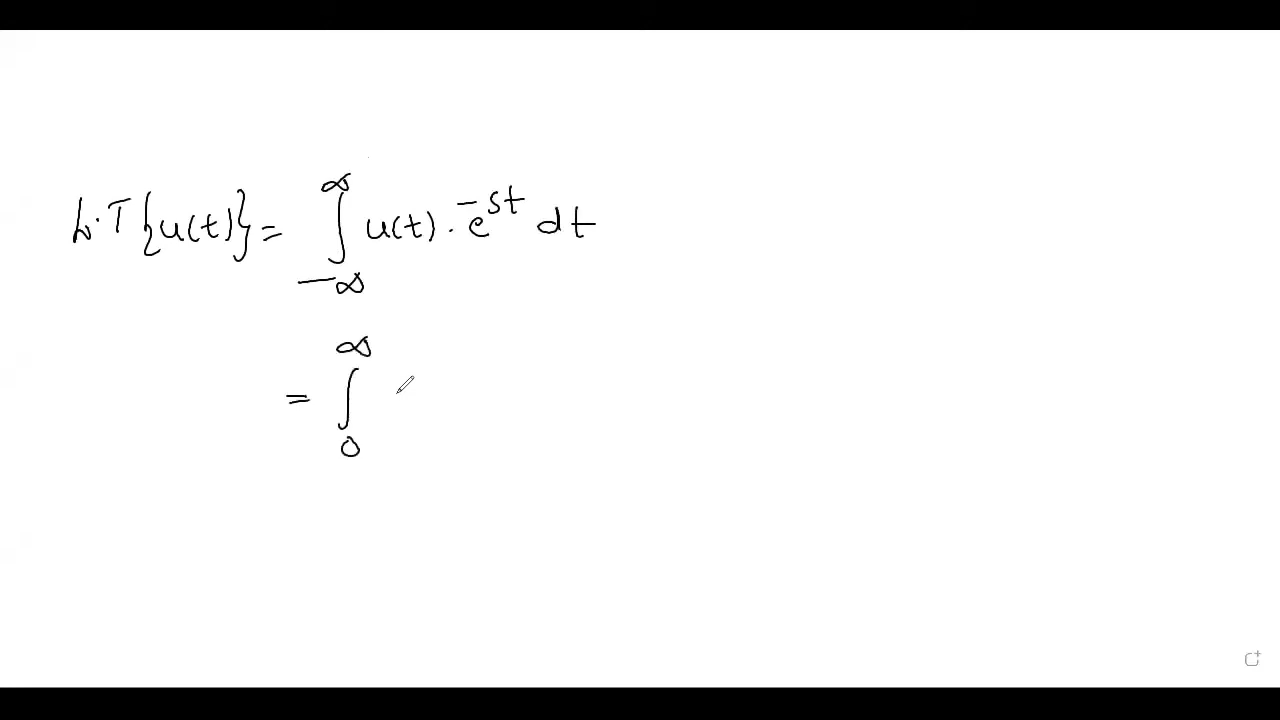 L.T{u(t)} = ∫_{-∞}^{∞} u(t) . e^{-st} dt
= ∫_{0}^{∞}